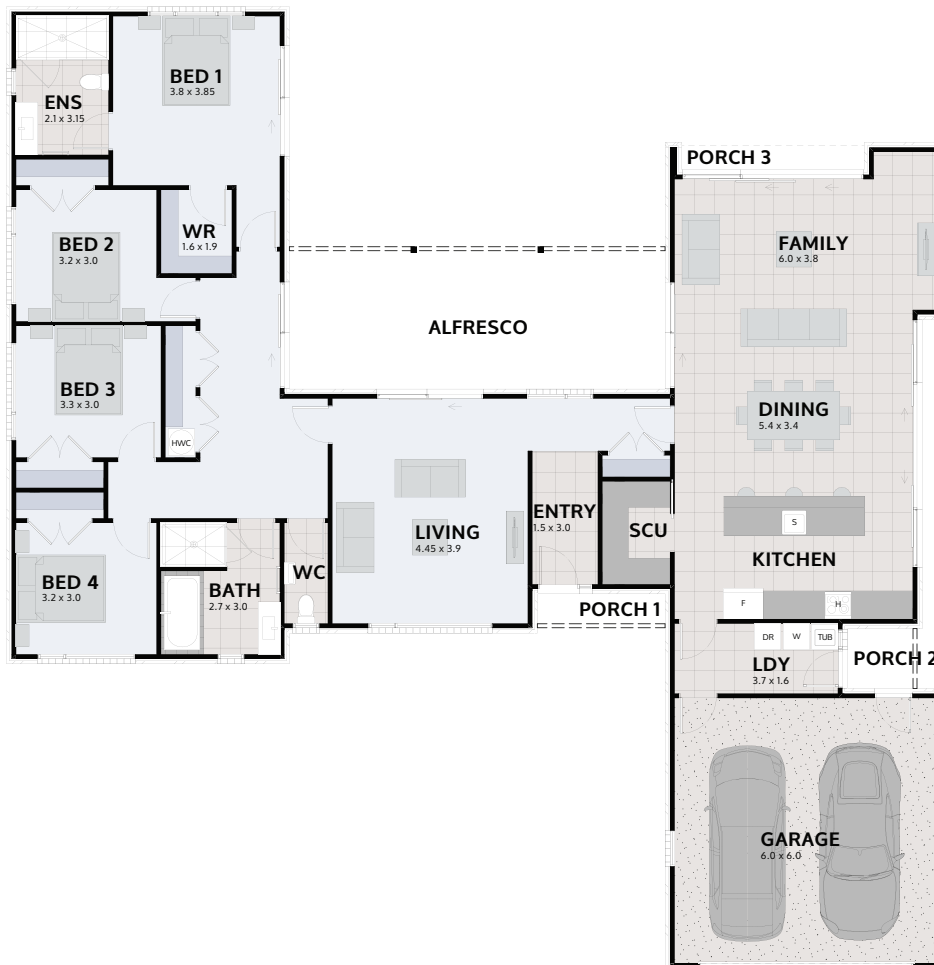 BED 1
3.8 x 3.85
ENS
2.1 x 3.15
PORCH 3
WR
1.6 x 1.9
BED 2
3.2 x 3.0
FAMILY
6.0 x 3.8
ALFRESCO
BED 3
3.3 x 3.0
DINING
5.4 x 3.4
HWC
ENTRY
1.5 x 3.0
S
SCU
LIVING
4.45 x 3.9
KITCHEN
WC
BED 4
3.2 x 3.0
BATH
2.7 x 3.0
F
H
PORCH 1
DR
W
TUB
LDY
3.7 x 1.6
PORCH 2
GARAGE
6.0 x 6.0